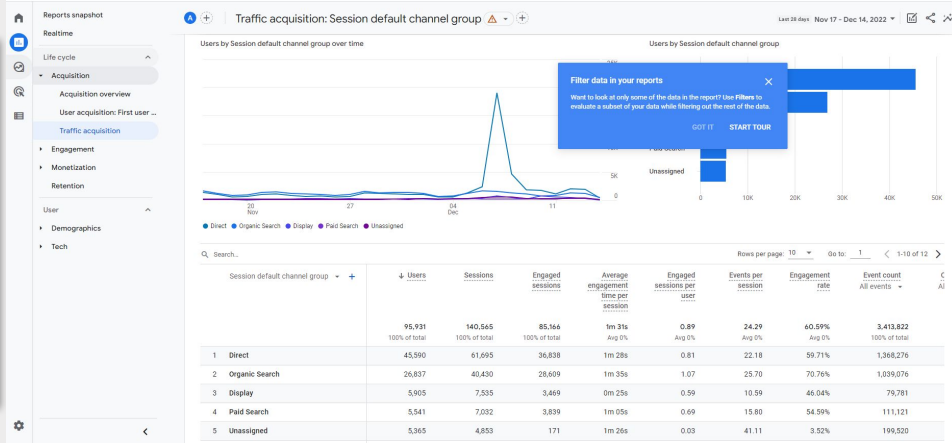 Reports snapshot
Realtime
Life cycle
Acquisition
Acquisition overview
User acquisition: First user ...
Traffic acquisition
Engagement
Monetization
Retention
User
Demographics
Tech
A
Traffic acquisition: Session default channel group
Last 28 days Nov 17 - Dec 14, 2022
Users by Session default channel group over time
5K
0
20 Nov
27
04 Dec
11
Direct Organic Search Display Paid Search Unassigned
Users by Session default channel group
Unassigned
0 10K 20K 30K 40K 50K
Filter data in your reports
Want to look at only some of the data in the report? Use Filters to
evaluate a subset of your data while filtering out the rest of the data.
GOT IT START TOUR
Search...
Rows per page: 10 Go to: 1 1-10 of 12
Session default channel group Users Sessions Engaged sessions Average engagement time per session Engaged sessions per user Events per session Engagement rate Event count All events
95,931 140,565 85,166 1m 31s 0.89 24.29 60.59% 3,413,822
100% of total 100% of total 100% of total Avg 0% Avg 0% Avg 0% Avg 0% 100% of total
1 Direct 45,590 61,695 36,838 1m 28s 0.81 22.18 59.71% 1,368,276
2 Organic Search 26,837 40,430 28,609 1m 35s 1.07 25.70 70.76% 1,039,076
3 Display 5,905 7,535 3,469 0m 25s 0.59 10.59 46.04% 79,781
4 Paid Search 5,541 7,032 3,839 1m 05s 0.69 15.80 54.59% 111,121
5 Unassigned 5,365 4,853 171 1m 26s 0.03 41.11 3.52% 199,520